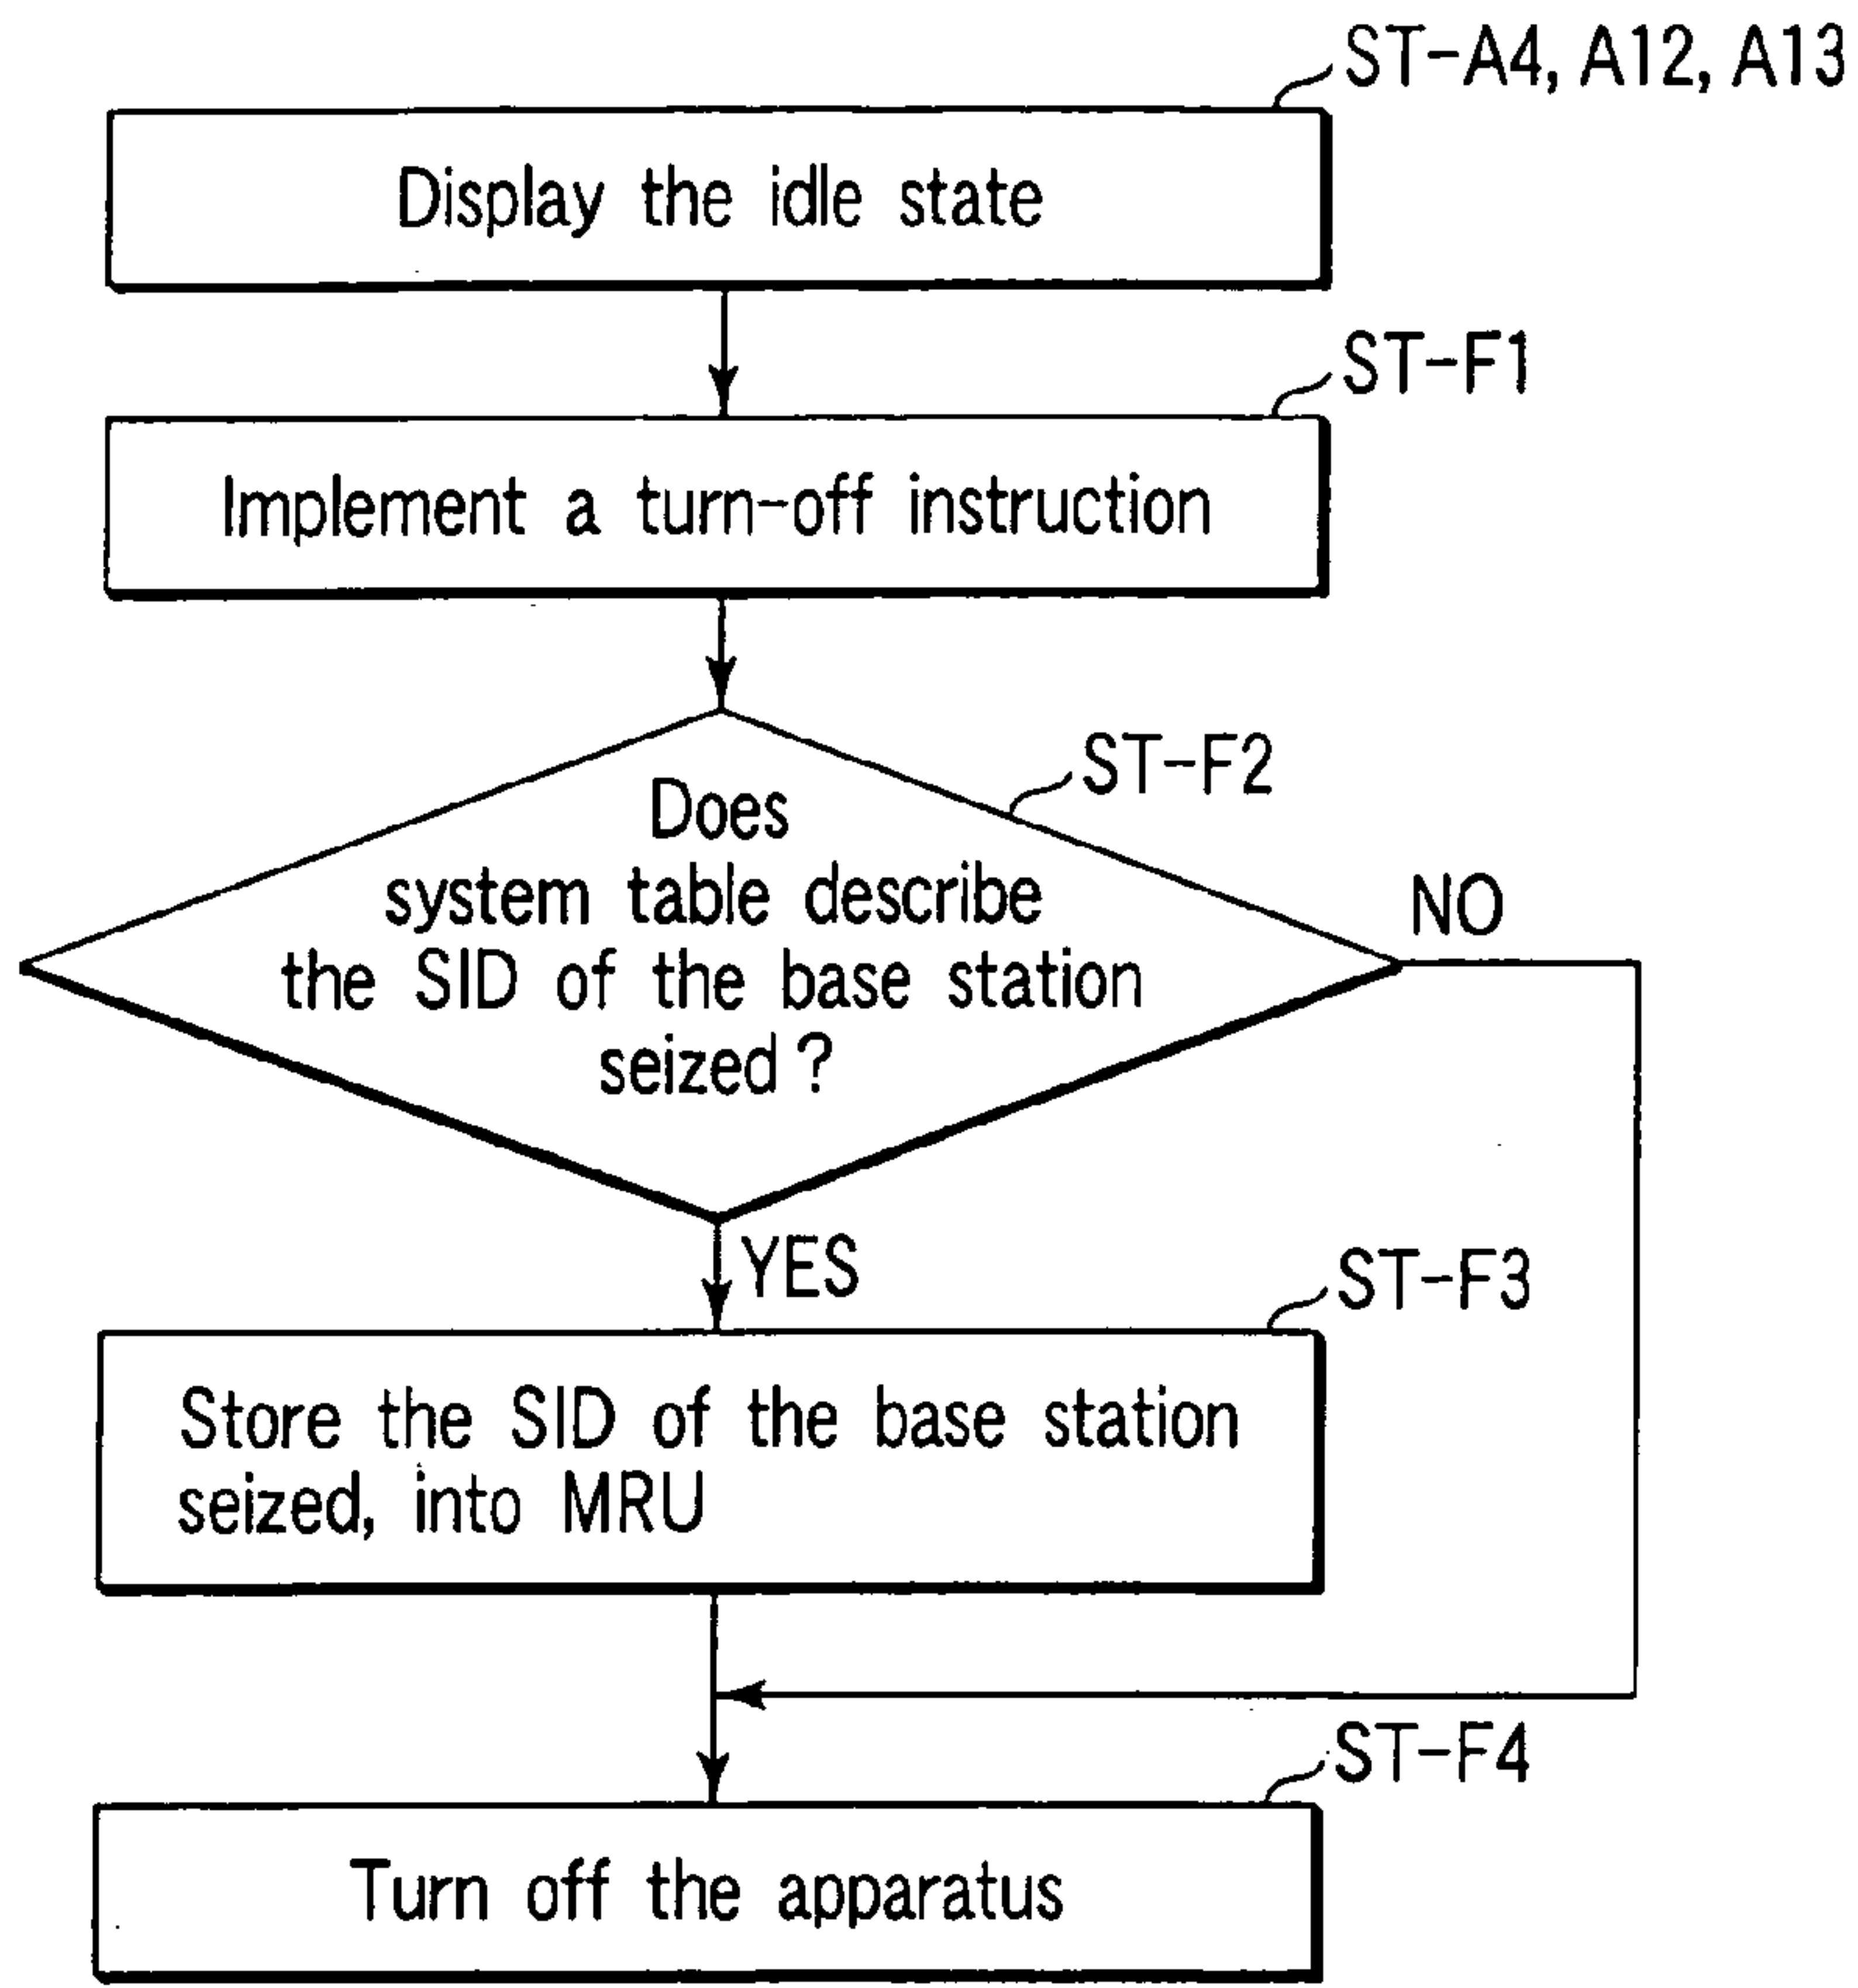 ST-A4, A12, A13
Display the idle state
ST-F1
Implement a turn-off instruction
ST-F2
Does
system table describe
the SID of the base station
seized ?
NO
YES
ST-F3
Store the SID of the base station
seized, into MRU
ST-F4
Turn off the apparatus